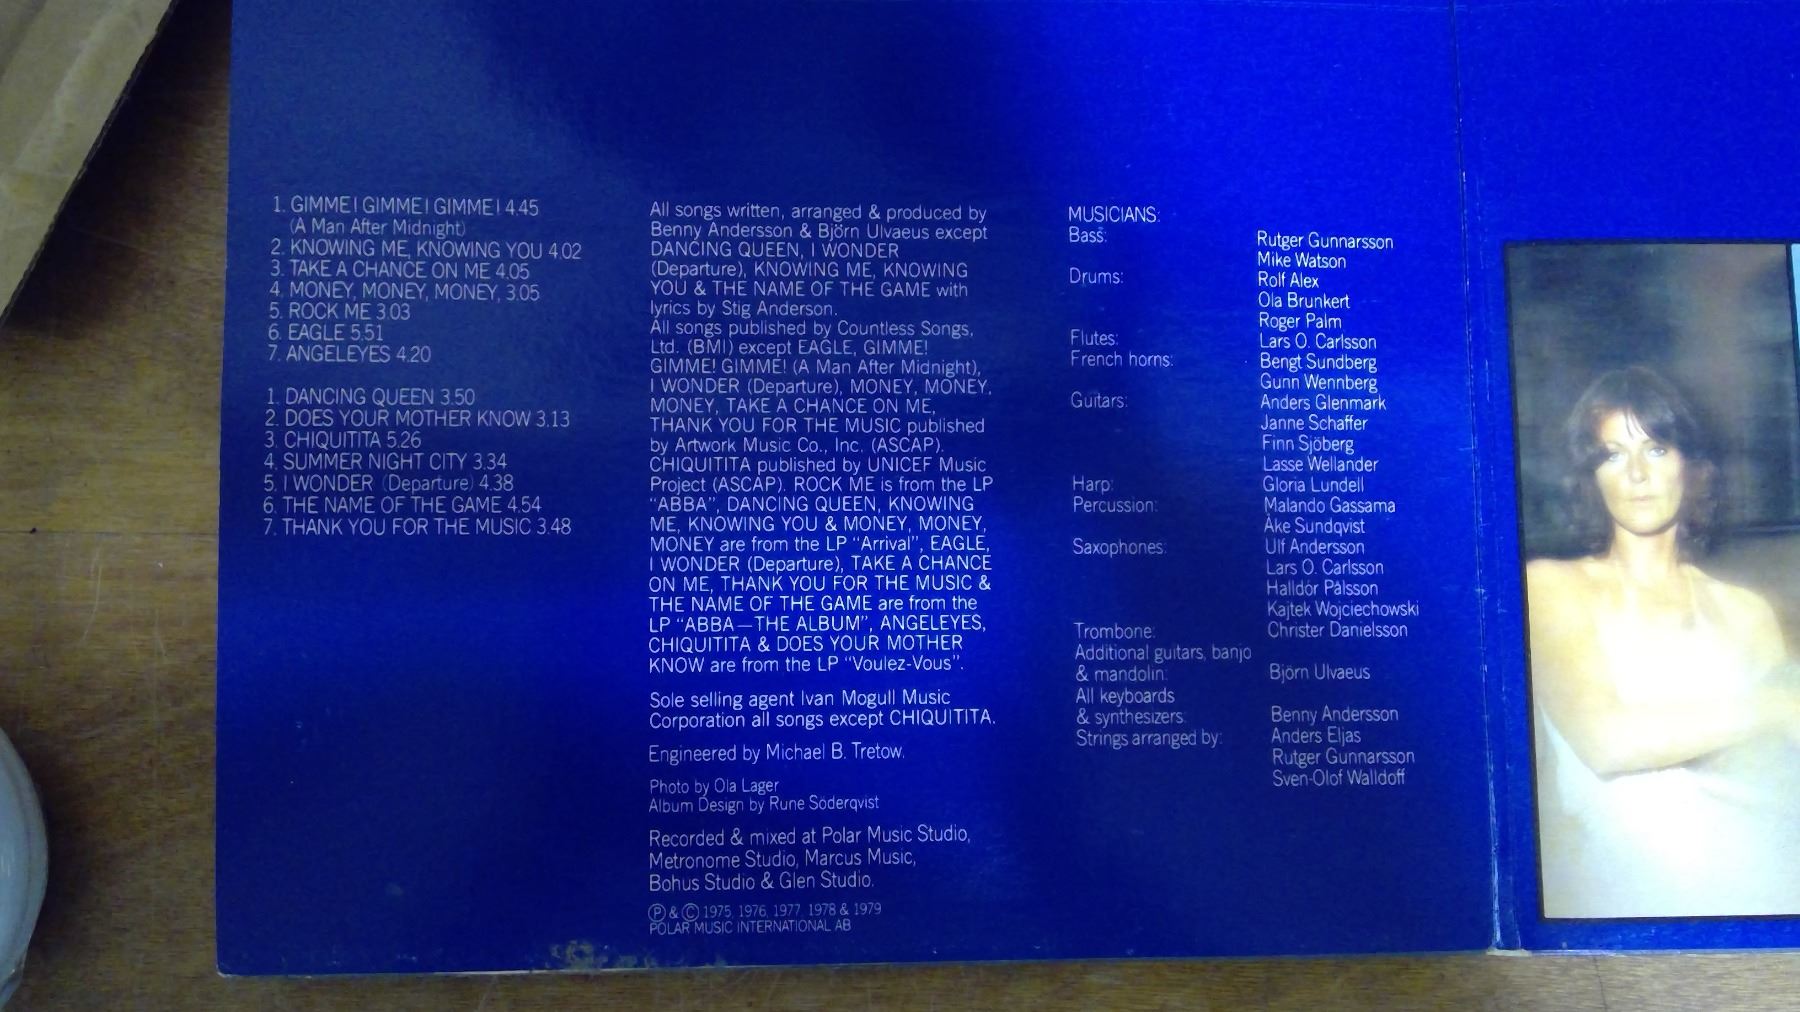 1. GIMME! GIMME! GIMME! 4.45
(A Man After Midnight)
2. KNOWING ME, KNOWING YOU 4.02
3. TAKE A CHANCE ON ME 4.05
4. MONEY, MONEY, MONEY, 3.05
5. ROCK ME 3.03
6. EAGLE 5.51
7. ANGELEYES 4.20
1. DANCING QUEEN 3.50
2. DOES YOUR MOTHER KNOW 3.13
3. CHIQUITITA 5.26
4. SUMMER NIGHT CITY 3.34
5. I WONDER (Departure) 4.38
6. THE NAME OF THE GAME 4.54
7. THANK YOU FOR THE MUSIC 3.48
All songs written, arranged & produced by
Benny Andersson & Björn Ulvaeus except
DANCING QUEEN, I WONDER
(Departure), KNOWING ME, KNOWING
YOU & THE NAME OF THE GAME with
lyrics by Stig Anderson.
All songs published by Countless Songs,
Ltd. (BMI) except EAGLE, GIMME!
GIMME! GIMME! (A Man After Midnight),
I WONDER (Departure), MONEY, MONEY,
MONEY, TAKE A CHANCE ON ME,
THANK YOU FOR THE MUSIC published
by Artwork Music Co., Inc. (ASCAP).
CHIQUITITA published by UNICEF Music
Project (ASCAP). ROCK ME is from the LP
“ABBA”, DANCING QUEEN, KNOWING
ME, KNOWING YOU & MONEY, MONEY,
MONEY are from the LP “Arrival”, EAGLE,
I WONDER (Departure), TAKE A CHANCE
ON ME, THANK YOU FOR THE MUSIC &
THE NAME OF THE GAME are from the
LP “ABBA—THE ALBUM”, ANGELEYES,
CHIQUITITA & DOES YOUR MOTHER
KNOW are from the LP “Voulez-Vous”.
Sole selling agent Ivan Mogull Music
Corporation all songs except CHIQUITITA.
Engineered by Michael B. Tretow.
Photo by Ola Lager
Album Design by Rune Söderqvist
Recorded & mixed at Polar Music Studio,
Metronome Studio, Marcus Music,
Bohus Studio & Glen Studio.
Ⓟ & Ⓒ 1975, 1976, 1977, 1978 & 1979
POLAR MUSIC INTERNATIONAL AB
MUSICIANS:
Bass: Rutger Gunnarsson
Mike Watson
Drums: Rolf Alex
Ola Brunkert
Roger Palm
Flutes: Lars O. Carlsson
French horns: Bengt Sundberg
Gunn Wennberg
Guitars: Anders Glenmark
Janne Schaffer
Finn Sjöberg
Lasse Wellander
Harp: Gloria Lundell
Percussion: Malando Gassama
Åke Sundqvist
Saxophones: Ulf Andersson
Lars O. Carlsson
Halldór Pálsson
Kajtek Wojciechowski
Trombone: Christer Danielsson
Additional guitars, banjo
& mandolin: Björn Ulvaeus
All keyboards
& synthesizers: Benny Andersson
Strings arranged by: Anders Eljas
Rutger Gunnarsson
Sven-Olof Walldoff